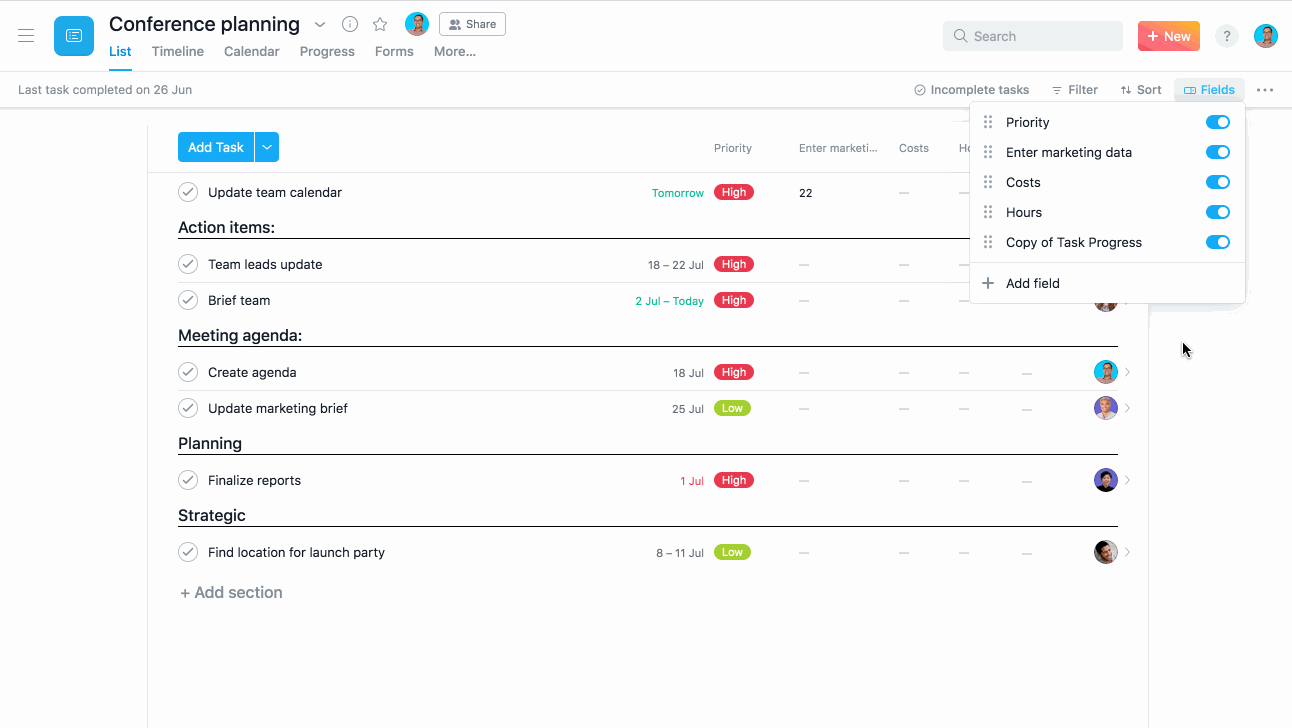 Conference planning
Share
List Timeline Calendar Progress Forms More...
Search
+ New
?
Last task completed on 26 Jun
Incomplete tasks Filter Sort Fields
Add Task
Priority Enter marketi... Costs Ho
Priority
Enter marketing data
Costs
Hours
Copy of Task Progress
+ Add field
Update team calendar Tomorrow High 22 —
Action items:
Team leads update 18 – 22 Jul High — —
Brief team 2 Jul – Today High — —
Meeting agenda:
Create agenda 18 Jul High — — — —
Update marketing brief 25 Jul Low — — — —
Planning
Finalize reports 1 Jul High — — — —
Strategic
Find location for launch party 8 – 11 Jul Low — — — —
+ Add section